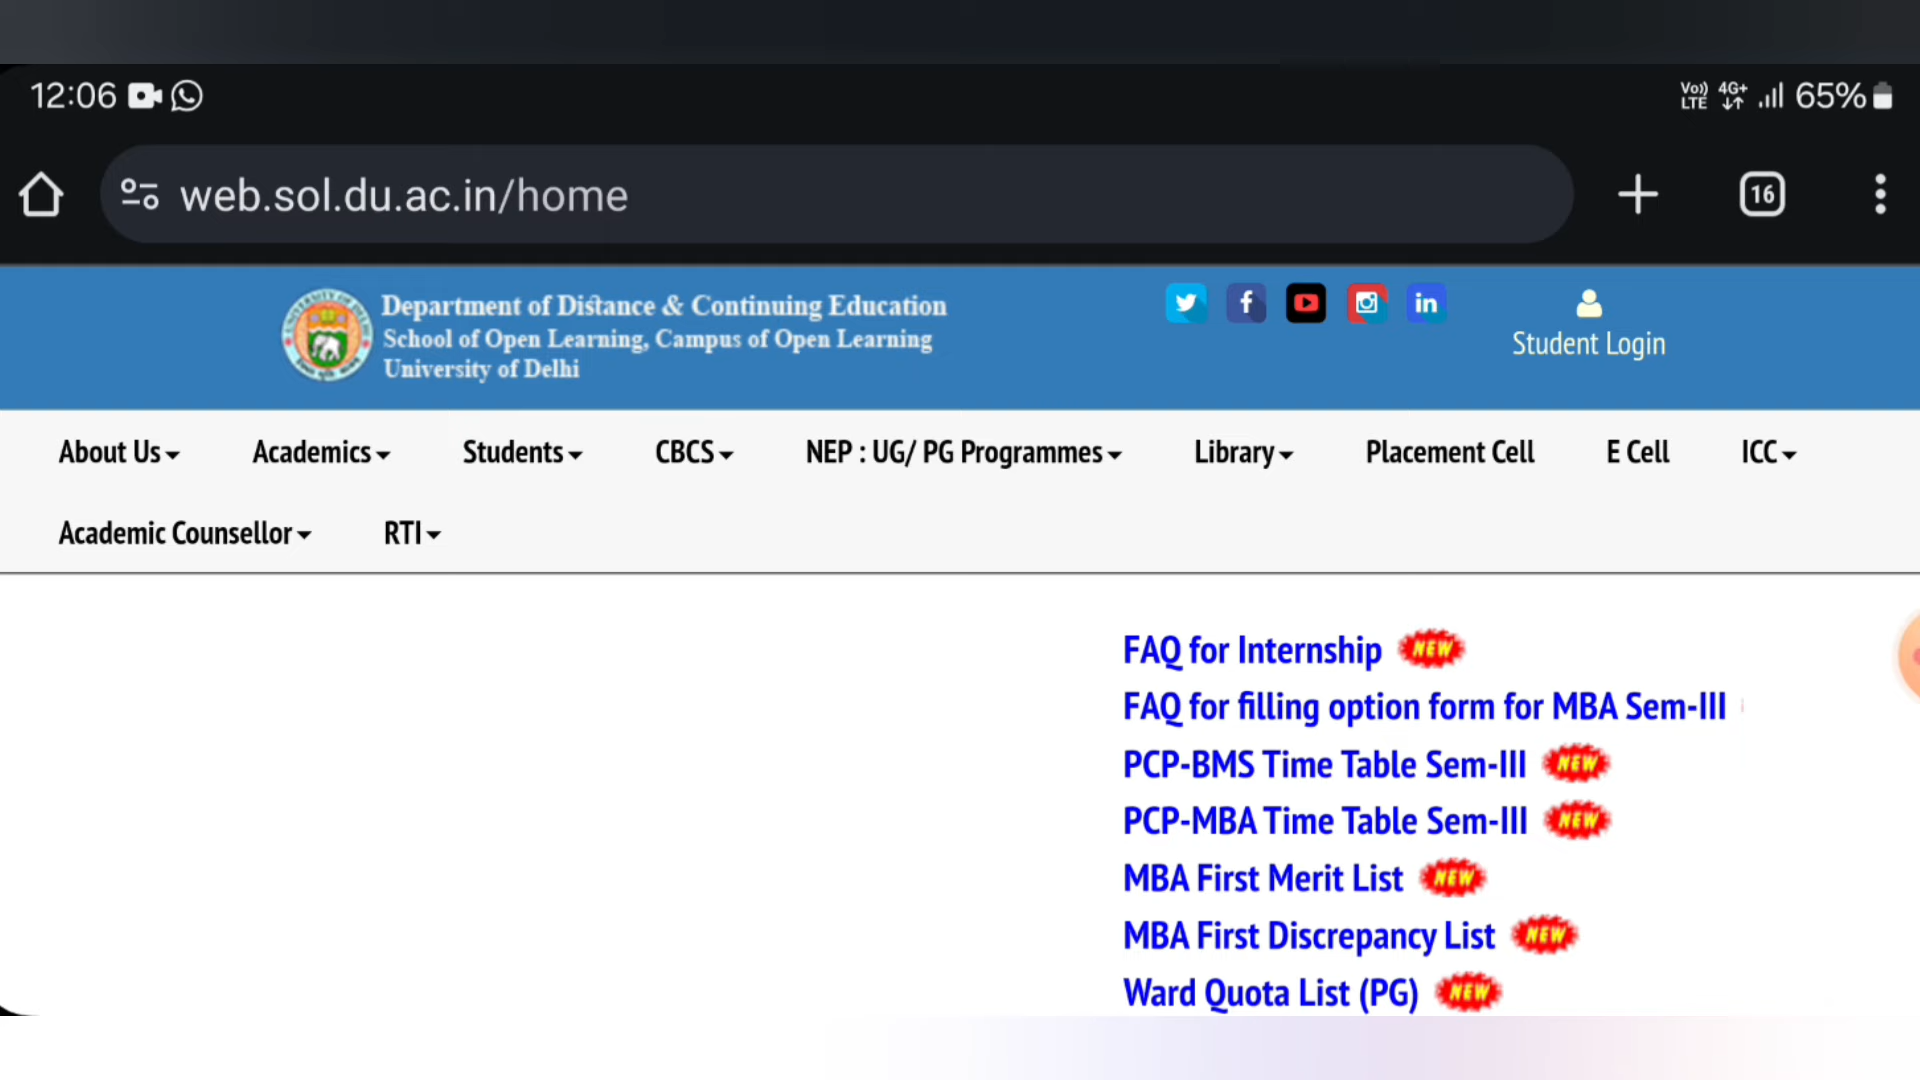 12:06
Vo)) LTE 4G+ 65%
web.sol.du.ac.in/home
16
Department of Distance & Continuing Education
School of Open Learning, Campus of Open Learning
University of Delhi
Student Login
About Us Academics Students CBCS NEP : UG/ PG Programmes Library Placement Cell E Cell ICC
Academic Counsellor RTI
FAQ for Internship NEW
FAQ for filling option form for MBA Sem-III
PCP-BMS Time Table Sem-III NEW
PCP-MBA Time Table Sem-III NEW
MBA First Merit List NEW
MBA First Discrepancy List NEW
Ward Quota List (PG) NEW